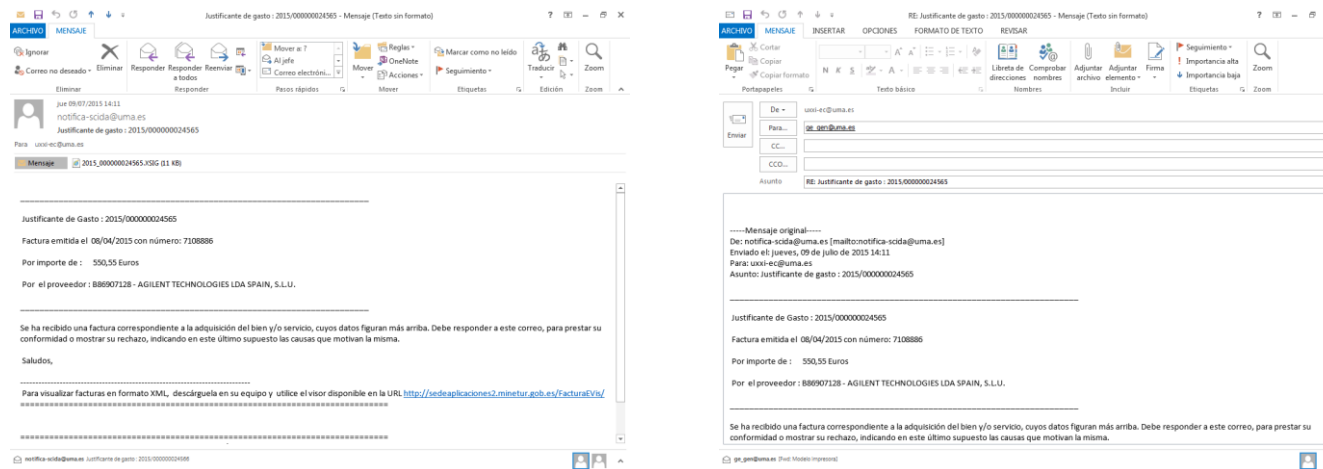 Justificante de gasto : 2015/000000024565 - Mensaje (Texto sin formato)
ARCHIVO MENSAJE
Ignorar
Correo no deseado
Eliminar
Responder
Responder a todos
Reenviar
Mover a: ?
Al jefe
Correo electróni...
Mover
Reglas
OneNote
Acciones
Marcar como no leído
Seguimiento
Traducir
Zoom
Eliminar Responder Pasos rápidos Mover Etiquetas Edición Zoom
jue 09/07/2015 14:11
notifica-scida@uma.es
Justificante de gasto : 2015/000000024565
Para uxxi-ec@uma.es
Mensaje 2015_000000024565.XSIG (11 KB)
Justificante de Gasto : 2015/000000024565
Factura emitida el 08/04/2015 con número: 7108886
Por importe de : 550,55 Euros
Por el proveedor : B86907128 - AGILENT TECHNOLOGIES LDA SPAIN, S.L.U.
Se ha recibido una factura correspondiente a la adquisición del bien y/o servicio, cuyos datos figuran más arriba. Debe responder a este correo, para prestar su
conformidad o mostrar su rechazo, indicando en este último supuesto las causas que motivan la misma.
Saludos,
Para visualizar facturas en formato XML, descárguela en su equipo y utilice el visor disponible en la URL http://sedeaplicaciones2.minetur.gob.es/FacturaEVis/
notifica-scida@uma.es Justificante de gasto : 2015/000000024566
RE: Justificante de gasto : 2015/000000024565 - Mensaje (Texto sin formato)
ARCHIVO MENSAJE INSERTAR OPCIONES FORMATO DE TEXTO REVISAR
Pegar
Cortar
Copiar
Copiar formato
N K S
Libreta de direcciones
Comprobar nombres
Adjuntar archivo
Adjuntar elemento
Firma
Seguimiento
Importancia alta
Importancia baja
Zoom
Portapapeles Texto básico Nombres Incluir Etiquetas Zoom
Enviar
De uxxi-ec@uma.es
Para... ge_gen@uma.es
CC...
CCO...
Asunto RE: Justificante de gasto : 2015/000000024565
-----Mensaje original-----
De: notifica-scida@uma.es [mailto:notifica-scida@uma.es]
Enviado el: jueves, 09 de julio de 2015 14:11
Para: uxxi-ec@uma.es
Asunto: Justificante de gasto : 2015/000000024565
Justificante de Gasto : 2015/000000024565
Factura emitida el 08/04/2015 con número: 7108886
Por importe de : 550,55 Euros
Por el proveedor : B86907128 - AGILENT TECHNOLOGIES LDA SPAIN, S.L.U.
Se ha recibido una factura correspondiente a la adquisición del bien y/o servicio, cuyos datos figuran más arriba. Debe responder a este correo, para prestar su
conformidad o mostrar su rechazo, indicando en este último supuesto las causas que motivan la misma.
ge_gen@uma.es [Fwd: Modelo Impresora]